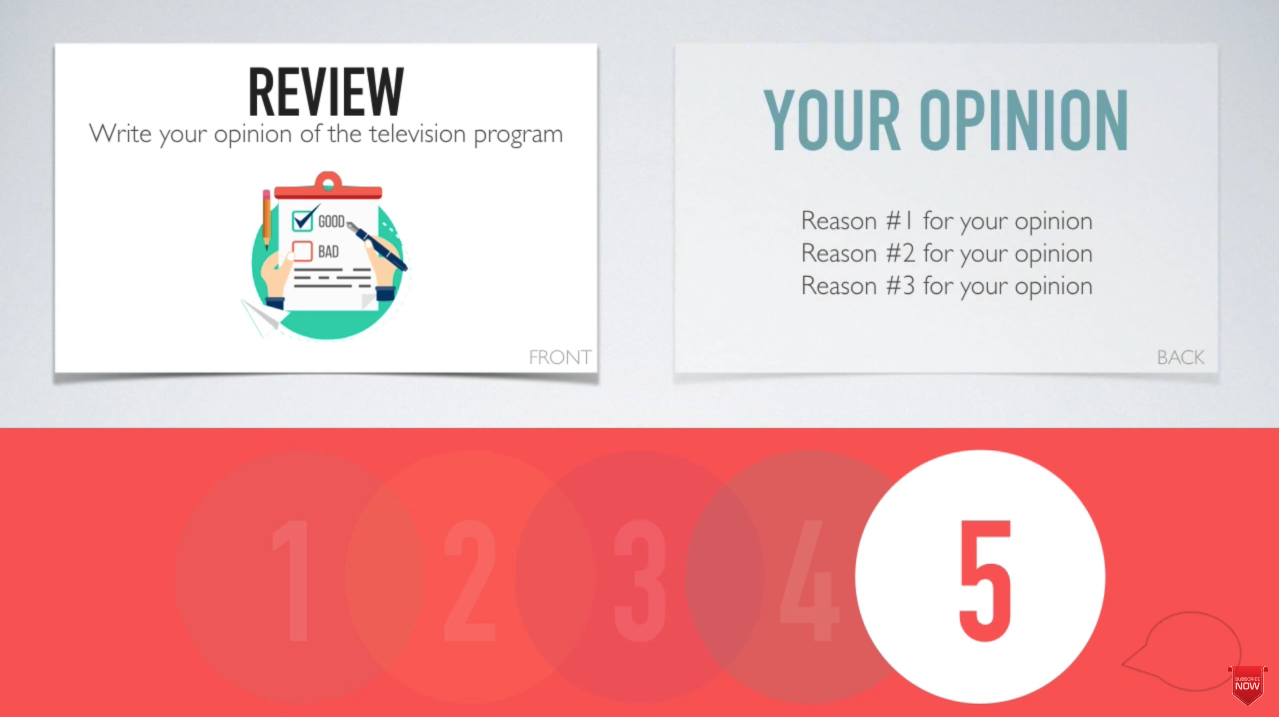 REVIEW
Write your opinion of the television program
GOOD
BAD
FRONT
YOUR OPINION
Reason #1 for your opinion
Reason #2 for your opinion
Reason #3 for your opinion
BACK
1 2 3 4 5
SUBSCRIBE
NOW